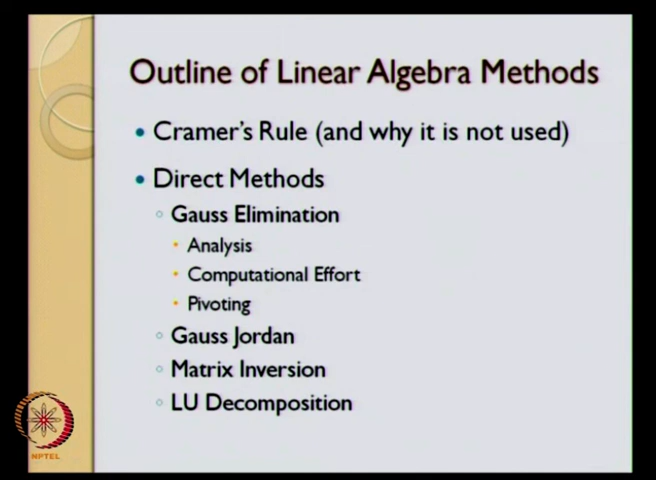 Outline of Linear Algebra Methods
Cramer's Rule (and why it is not used)
Direct Methods
Gauss Elimination
Analysis
Computational Effort
Pivoting
Gauss Jordan
Matrix Inversion
LU Decomposition
NPTEL